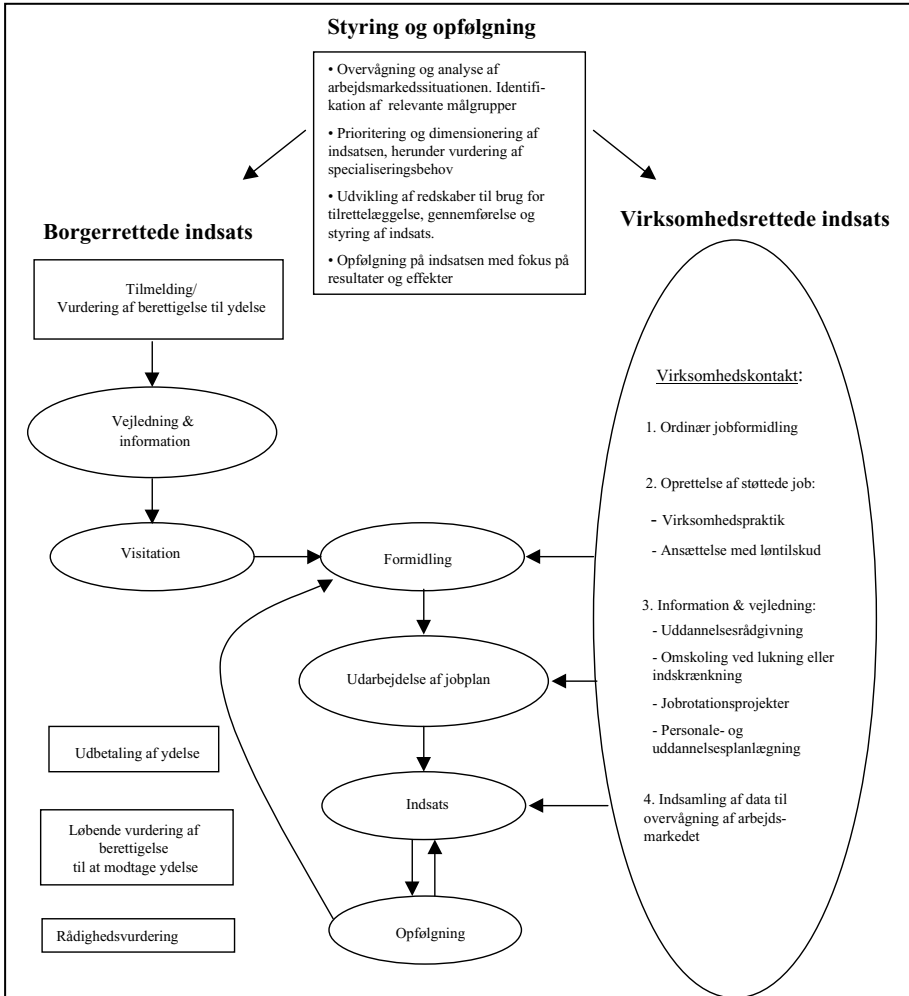 Styring og opfølgning
• Overvågning og analyse af
arbejdsmarkedssituationen. Identifi-
kation af relevante målgrupper
• Prioritering og dimensionering af
indsatsen, herunder vurdering af
specialiseringsbehov
• Udvikling af redskaber til brug for
tilrettelæggelse, gennemførelse og
styring af indsats.
• Opfølgning på indsatsen med fokus på
resultater og effekter
Borgerrettede indsats
Tilmelding/
Vurdering af berettigelse til ydelse
Vejledning &
information
Visitation
Formidling
Udarbejdelse af jobplan
Indsats
Opfølgning
Udbetaling af ydelse
Løbende vurdering af
berettigelse
til at modtage ydelse
Rådighedsvurdering
Virksomhedsrettede indsats
Virksomhedskontakt:
1. Ordinær jobformidling
2. Oprettelse af støttede job:
- Virksomhedspraktik
- Ansættelse med løntilskud
3. Information & vejledning:
- Uddannelsesrådgivning
- Omskoling ved lukning eller
indskrænkning
- Jobrotationsprojekter
- Personale- og
uddannelsesplanlægning
4. Indsamling af data til
overvågning af arbejds-
markedet